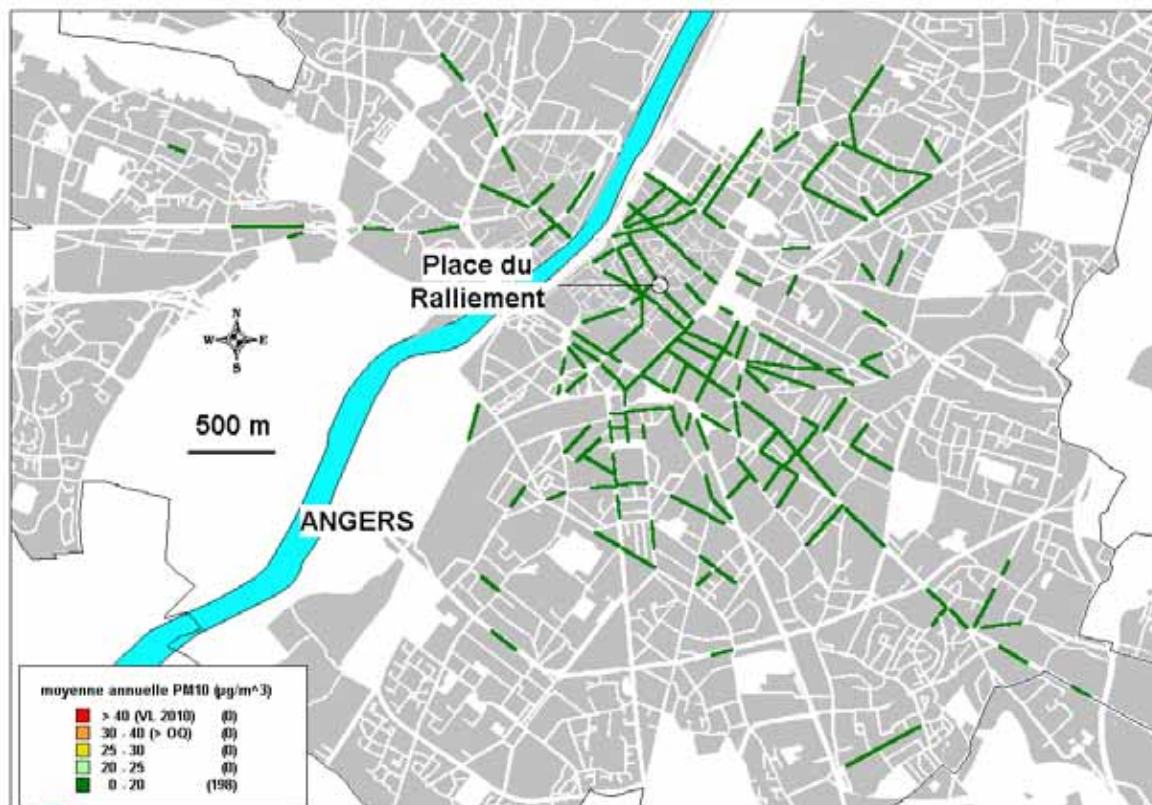 Place du
Ralliement
N
W E
S
500 m
ANGERS
moyenne annuelle PM10 (µg/m^3)
> 40 (VL 2010) (0)
30 - 40 (> OQ) (0)
25 - 30 (0)
20 - 25 (0)
0 - 20 (198)